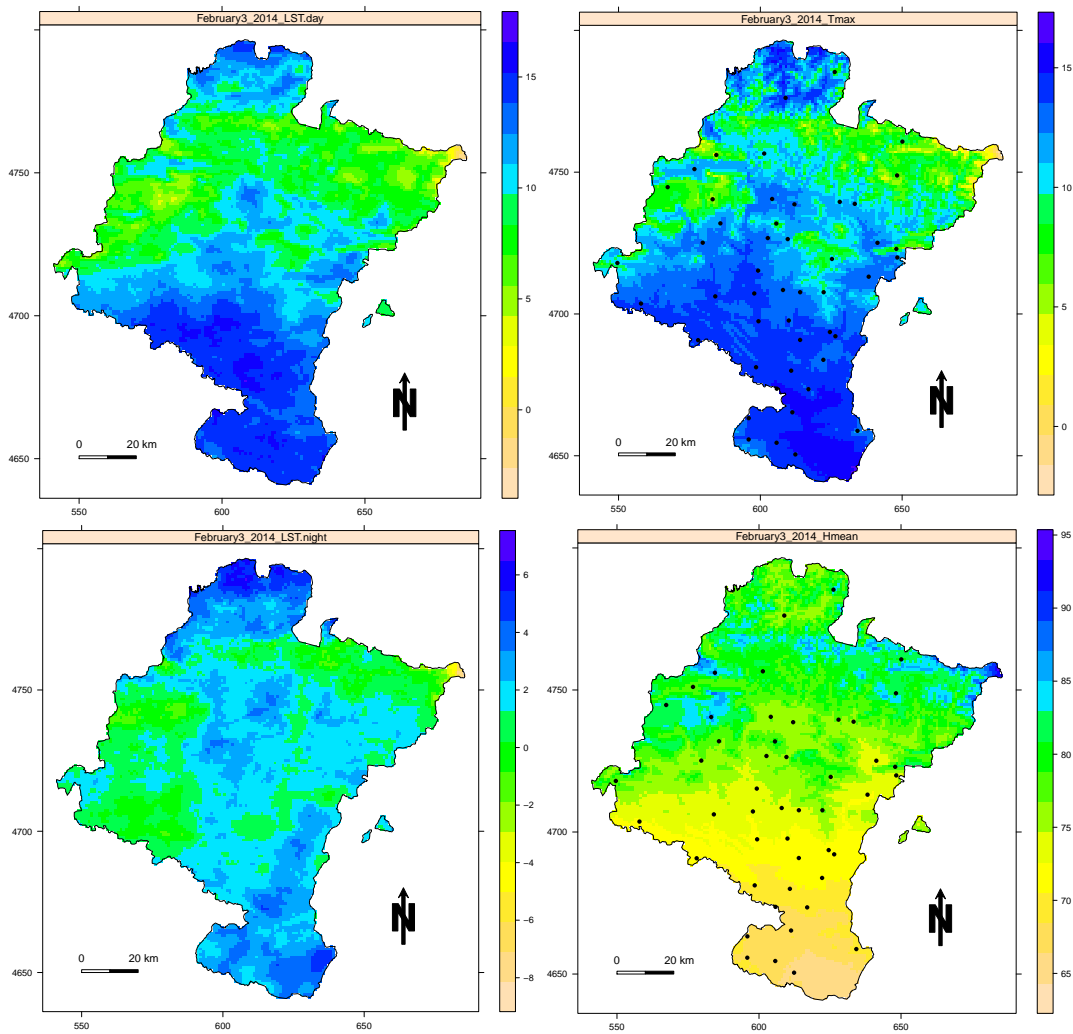 February3_2014_LST.day
15
10
5
0
4750
4700
4650
0 20 km
N
550 600 650
February3_2014_Tmax
15
10
5
0
4750
4700
4650
0 20 km
N
550 600 650
February3_2014_LST.night
6
4
2
0
-2
-4
-6
-8
4750
4700
4650
0 20 km
N
550 600 650
February3_2014_Hmean
95
90
85
80
75
70
65
4750
4700
4650
0 20 km
N
550 600 650